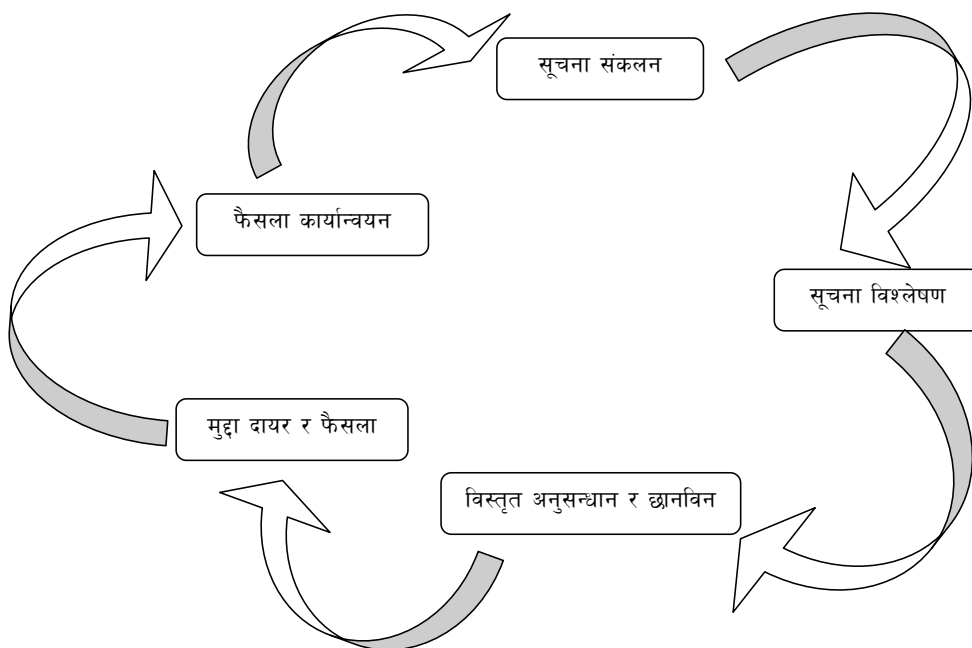 सूचना संकलन
सूचना विश्लेषण
विस्तृत अनुसन्धान र छानविन
मुद्दा दायर र फैसला
फैसला कार्यान्वयन